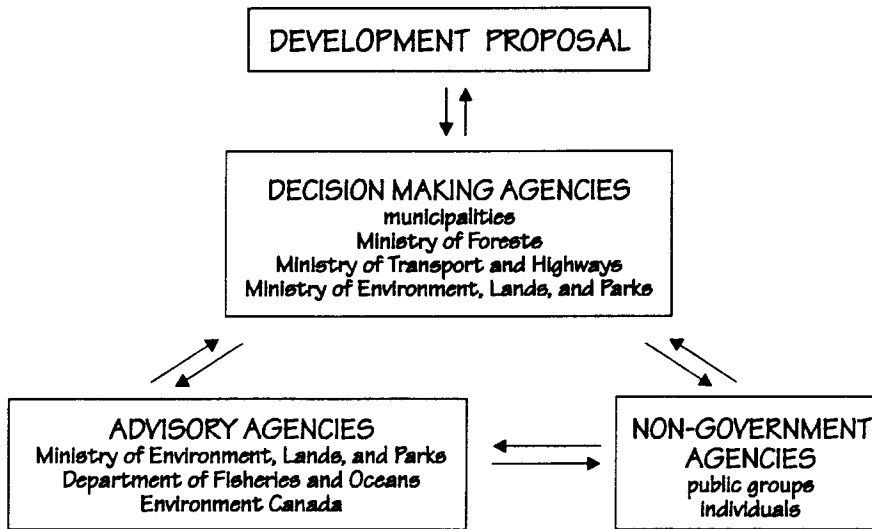 DEVELOPMENT PROPOSAL
DECISION MAKING AGENCIES
municipalities
Ministry of Forests
Ministry of Transport and Highways
Ministry of Environment, Lands, and Parks
ADVISORY AGENCIES
Ministry of Environment, Lands, and Parks
Department of Fisheries and Oceans
Environment Canada
NON-GOVERNMENT
AGENCIES
public groups
individuals